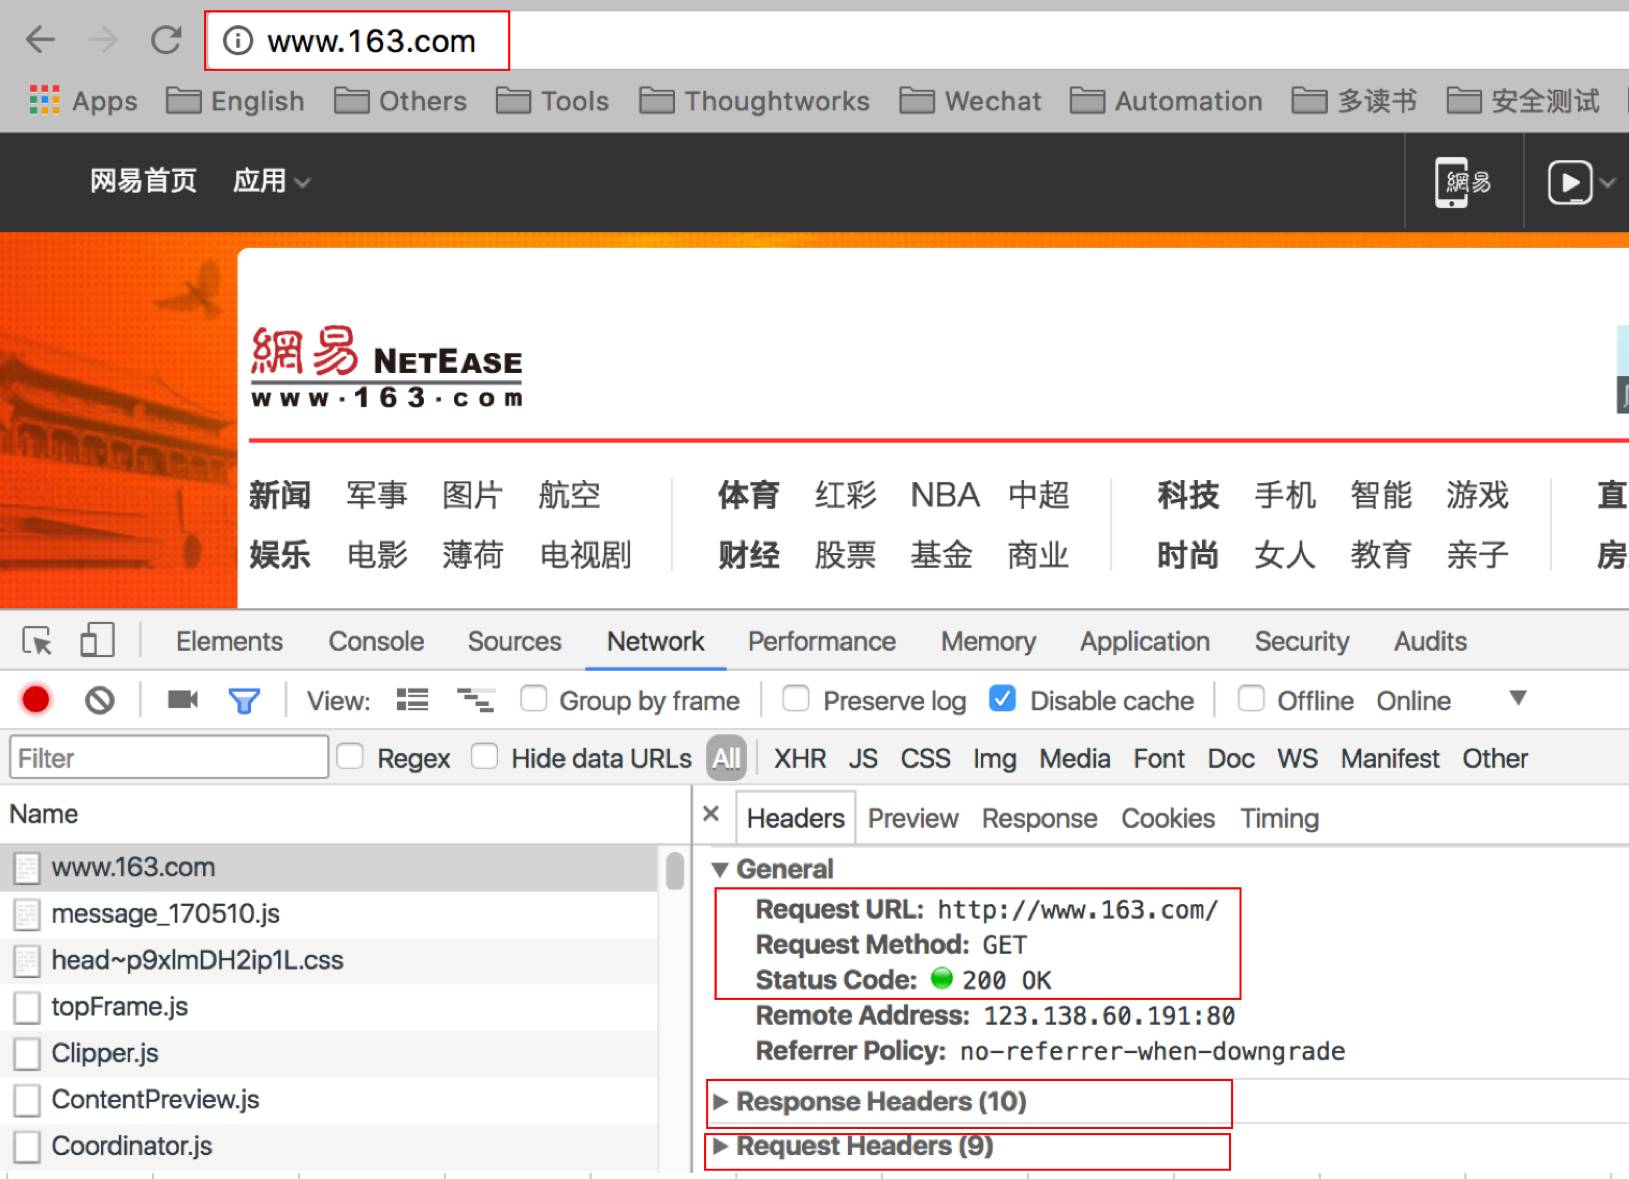 www.163.com
Apps English Others Tools Thoughtworks Wechat Automation 多读书 安全测试
网易首页 应用 網易
網易 NETEASE
www.163.com
新闻 军事 图片 航空 体育 红彩 NBA 中超 科技 手机 智能 游戏 直
娱乐 电影 薄荷 电视剧 财经 股票 基金 商业 时尚 女人 教育 亲子 房
Elements Console Sources Network Performance Memory Application Security Audits
View: Group by frame Preserve log Disable cache Offline Online
Filter Regex Hide data URLs All XHR JS CSS Img Media Font Doc WS Manifest Other
Name
Headers Preview Response Cookies Timing
www.163.com
message_170510.js
head~p9xlmDH2ip1L.css
topFrame.js
Clipper.js
ContentPreview.js
Coordinator.js
General
Request URL: http://www.163.com/
Request Method: GET
Status Code: 200 OK
Remote Address: 123.138.60.191:80
Referrer Policy: no-referrer-when-downgrade
Response Headers (10)
Request Headers (9)